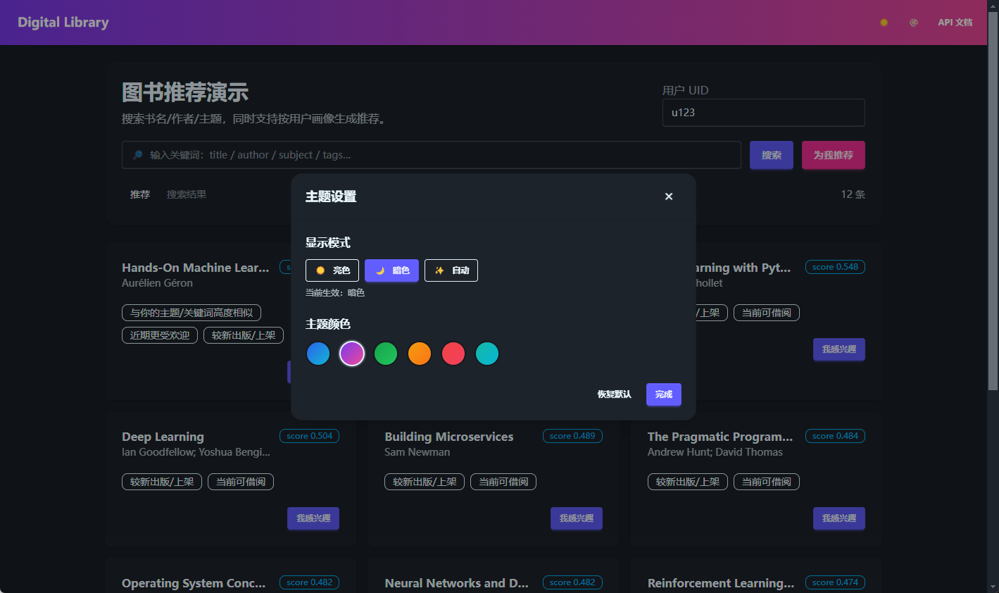 Digital Library
API 文档
图书推荐演示
搜索书名/作者/主题，同时支持按用户画像生成推荐。
用户 UID
u123
输入关键词：title / author / subject / tags...
搜索
为我推荐
推荐
搜索结果
12 条
主题设置
✕
显示模式
亮色
暗色
自动
当前生效：暗色
主题颜色
恢复默认
完成
Hands-On Machine Lear...
Aurélien Géron
与你的主题/关键词高度相似
近期更受欢迎
较新出版/上架
arning with Pyt...
score 0.548
hollet
/上架
当前可借阅
我感兴趣
Deep Learning
score 0.504
Ian Goodfellow; Yoshua Bengi...
较新出版/上架
当前可借阅
我感兴趣
Building Microservices
score 0.489
Sam Newman
较新出版/上架
当前可借阅
我感兴趣
The Pragmatic Program...
score 0.484
Andrew Hunt; David Thomas
较新出版/上架
当前可借阅
我感兴趣
Operating System Conc...
score 0.482
Neural Networks and D...
score 0.482
Reinforcement Learning...
score 0.474